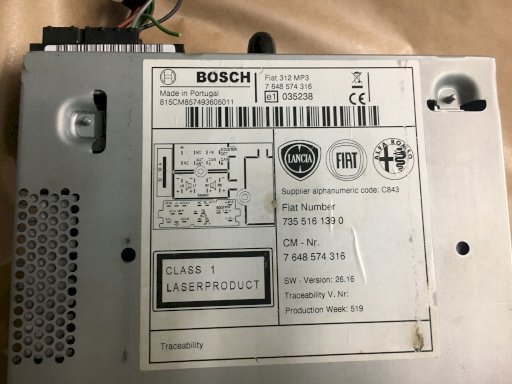 BOSCH
Fiat 312 MP3
7 648 574 316
Made in Portugal
815CM857493605011
e1 035238
LANCIA
FIAT
ALFA ROMEO
Supplier alphanumeric code: C843
Fiat Number
735 516 139 0
CM - Nr.
7 648 574 316
CLASS 1
LASERPRODUCT
SW - Version: 26.16
Traceability V. Nr:
Production Week: 519
Traceability